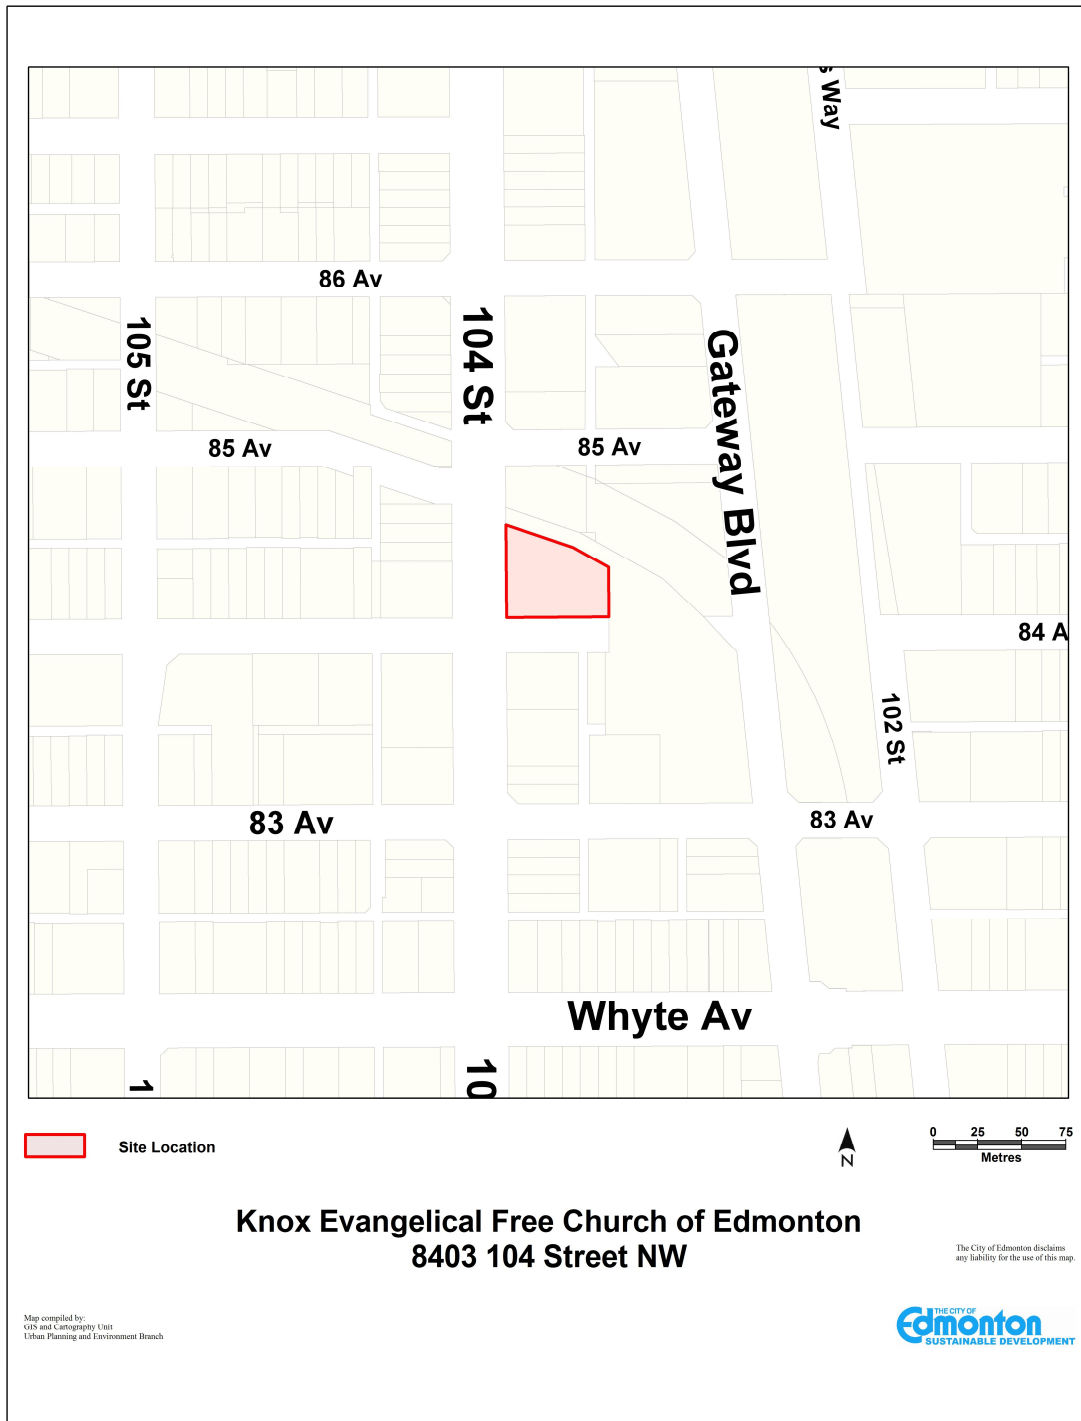 s Way
86 Av
105 St
104 St
Gateway Blvd
85 Av
85 Av
84 A
102 St
83 Av
83 Av
Whyte Av
1
10
Site Location
N
0 25 50 75
Metres
Knox Evangelical Free Church of Edmonton
8403 104 Street NW
The City of Edmonton disclaims
any liability for the use of this map.
Map compiled by:
GIS and Cartography Unit
Urban Planning and Environment Branch
THE CITY OF
Edmonton
SUSTAINABLE DEVELOPMENT